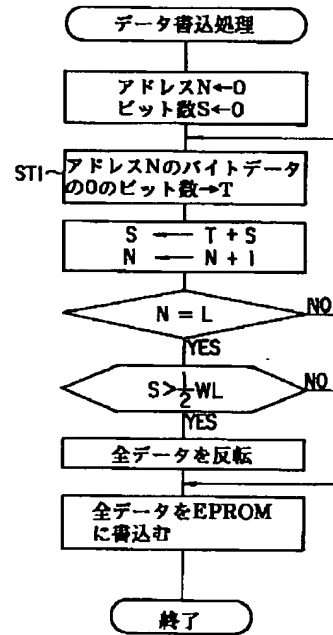 データ書込処理
アドレスN←0
ビット数S←0
ST1
アドレスNのバイトデータ
の0のビット数→T
S ← T + S
N ← N + 1
N = L
NO
YES
S > 1/2 WL
NO
YES
全データを反転
全データをEPROM
に書込む
終了